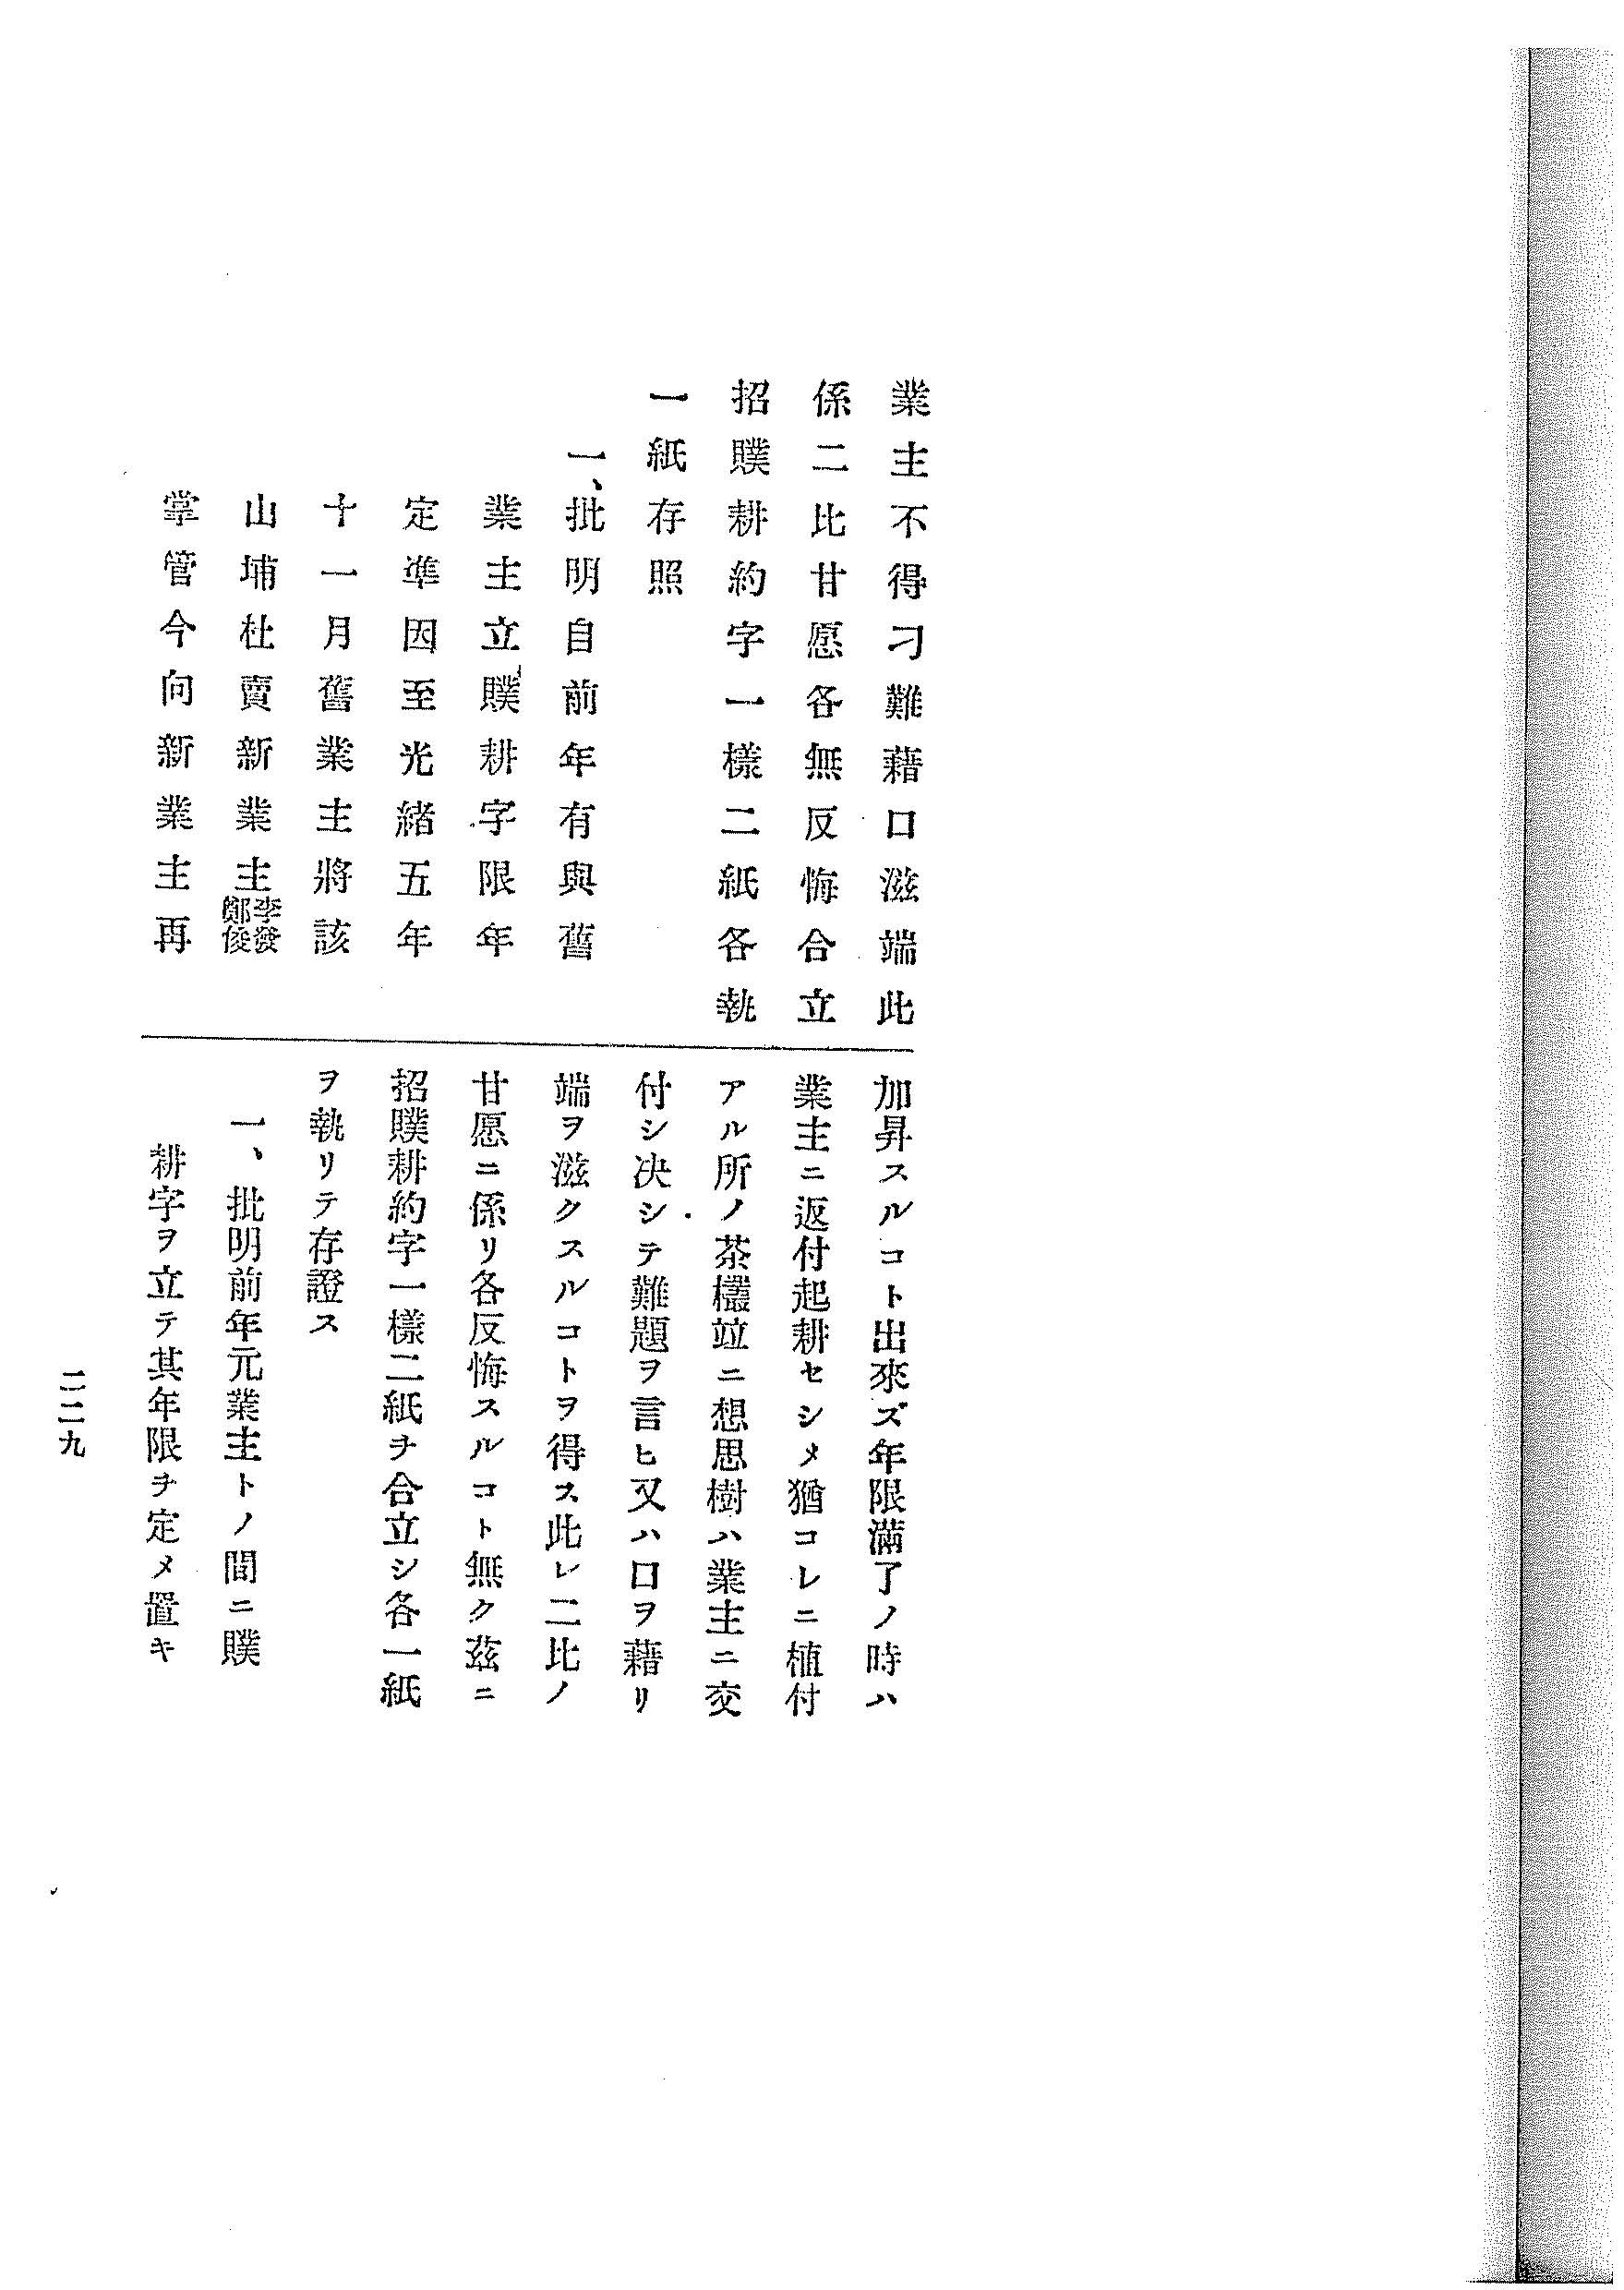 業主不得刁難藉口滋端此
係二比甘愿各無反悔合立
招贌耕約字一樣二紙各執
一紙存照
一、批明自前年有與舊
業主立贌耕字限年
定準因至光緒五年
十一月舊業主將該
山埔杜賣新業主李發鄭俊
掌管今向新業主再
加昇スルコト出來ズ年限滿了ノ時ハ
業主ニ返付起耕セシメ猶コレニ植付
アル所ノ茶欉竝ニ想思樹ハ業主ニ交
付シ決シテ難題ヲ言ヒ又ハ口ヲ藉リ
端ヲ滋クスルコトヲ得ス此レ二比ノ
甘愿ニ係リ各反悔スルコト無ク茲ニ
招贌耕約字一樣二紙ヲ合立シ各一紙
ヲ執リテ存證ス
一、批明前年元業主トノ間ニ贌
耕字ヲ立テ其年限ヲ定メ置キ
二二九